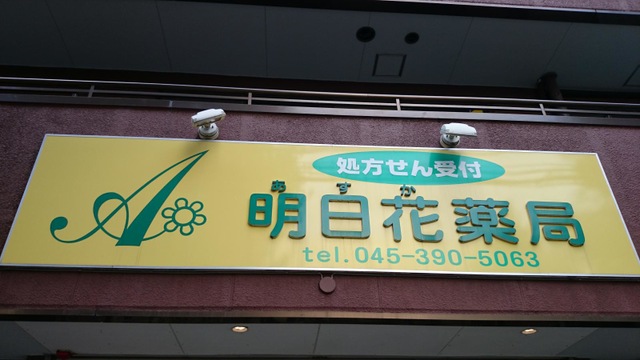 処方せん受付
あすか
明日花薬局
tel.045-390-5063
A